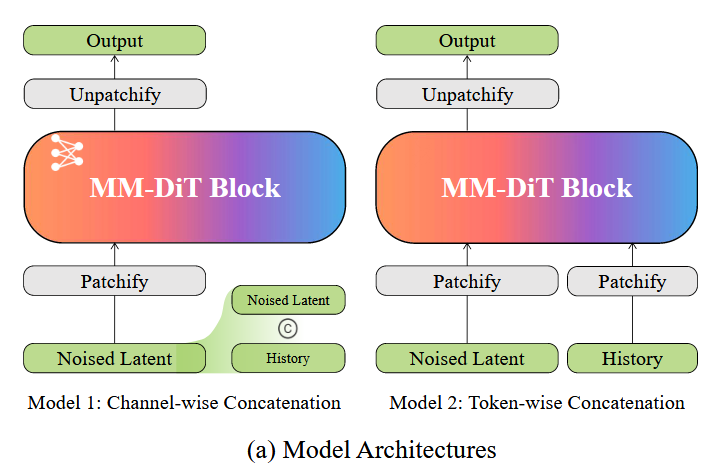 Output
Unpatchify
MM-DiT Block
Patchify
Noised Latent
Noised Latent
C
History
Model 1: Channel-wise Concatenation
Output
Unpatchify
MM-DiT Block
Patchify
Patchify
Noised Latent
History
Model 2: Token-wise Concatenation
(a) Model Architectures